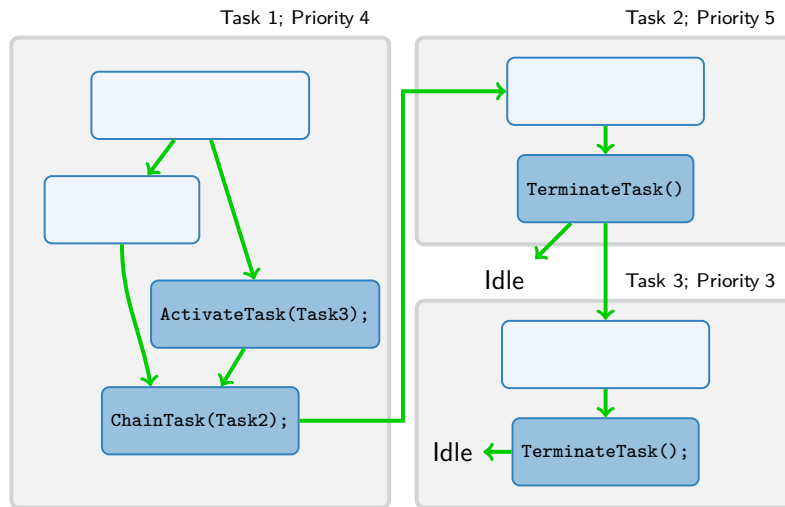 Task 1; Priority 4
ActivateTask(Task3);
ChainTask(Task2);
Task 2; Priority 5
TerminateTask()
Idle
Task 3; Priority 3
Idle
TerminateTask();